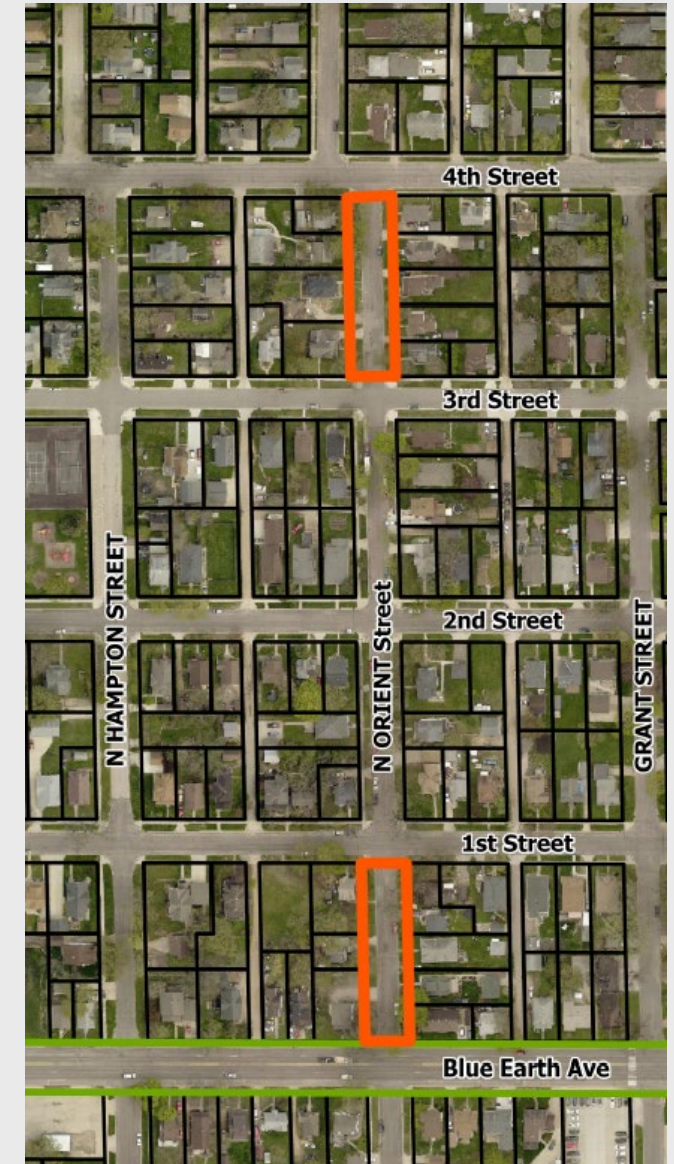 4th Street
3rd Street
N HAMPTON STREET
N ORIENT Street
2nd Street
GRANT STREET
1st Street
Blue Earth Ave